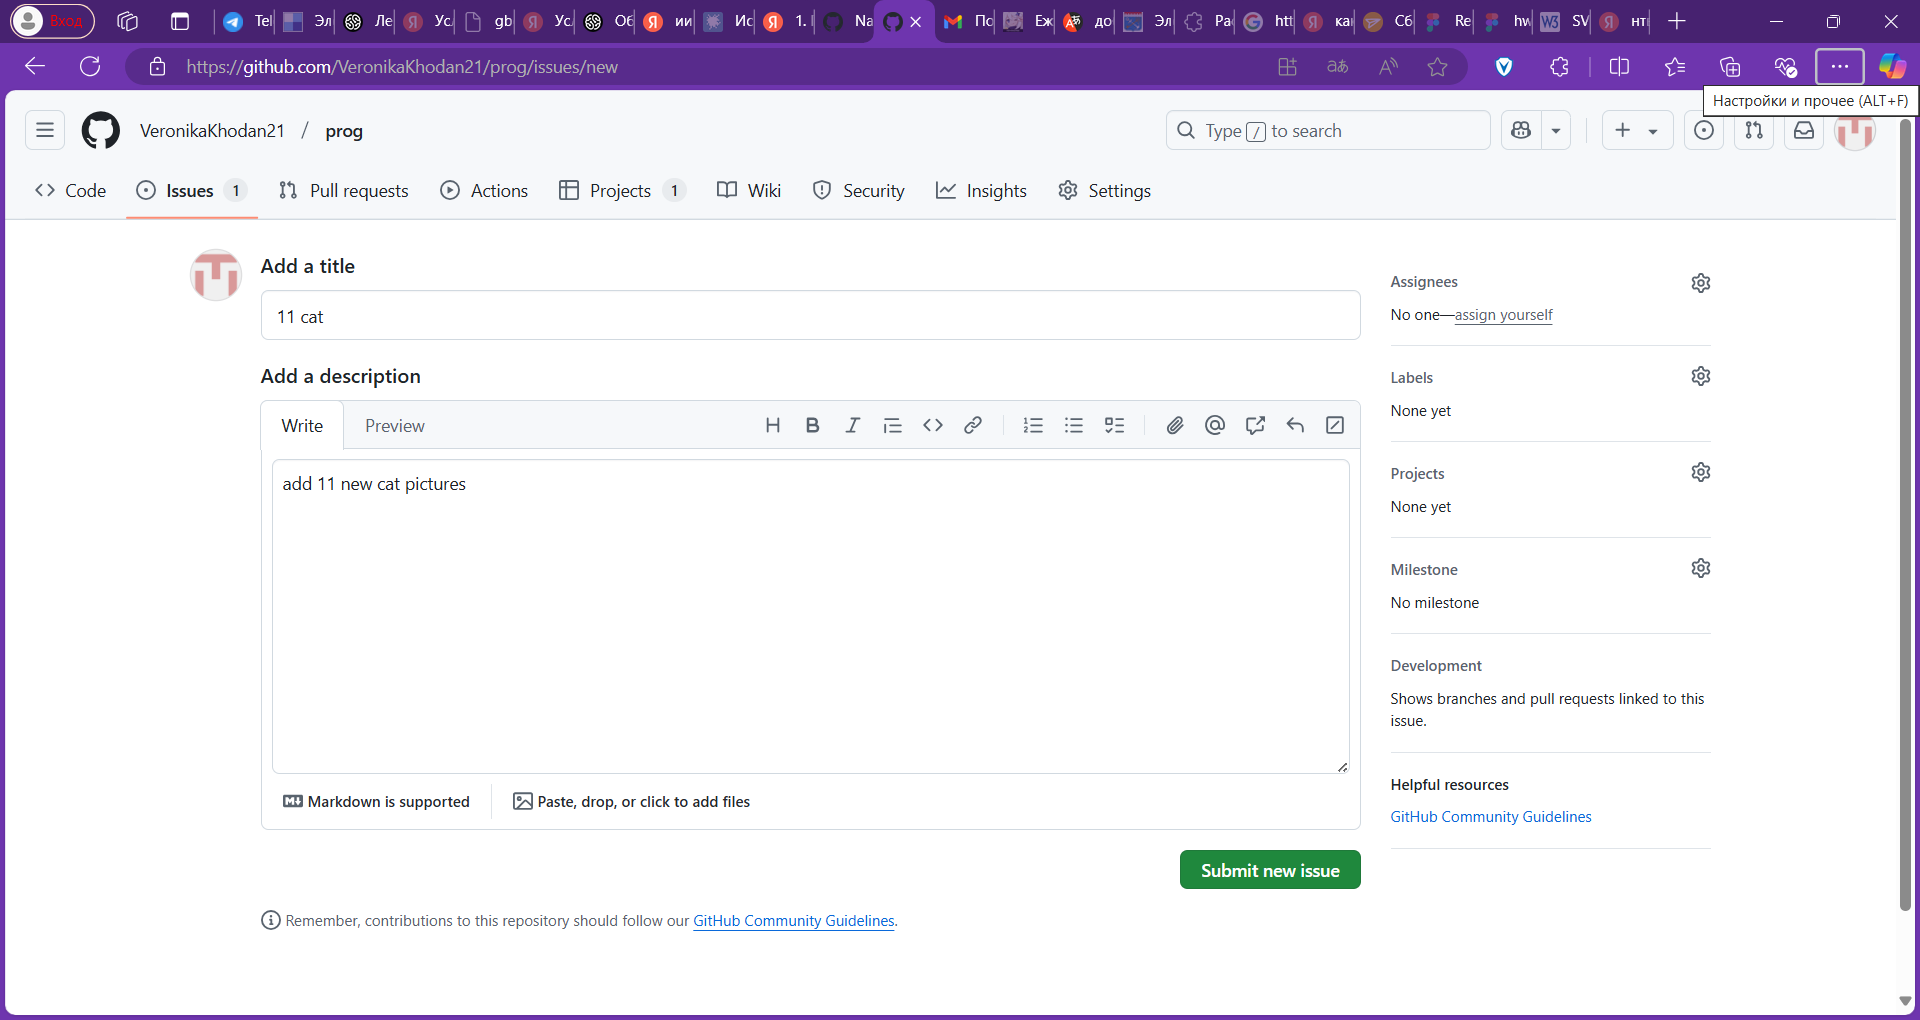 Вход
Tel
Эл
Ле
Ус
gb
Ус
Об
ии
Ис
1. I
Na
По
Еж
до
Эл
Ра
htt
ка
Сб
Re
hw
SV
нт
https://github.com/VeronikaKhodan21/prog/issues/new
Настройки и прочее (ALT+F)
VeronikaKhodan21 / prog
Type / to search
Code
Issues 1
Pull requests
Actions
Projects 1
Wiki
Security
Insights
Settings
Add a title
11 cat
Add a description
Write
Preview
add 11 new cat pictures
Markdown is supported
Paste, drop, or click to add files
Submit new issue
Remember, contributions to this repository should follow our GitHub Community Guidelines.
Assignees
No one—assign yourself
Labels
None yet
Projects
None yet
Milestone
No milestone
Development
Shows branches and pull requests linked to this
issue.
Helpful resources
GitHub Community Guidelines